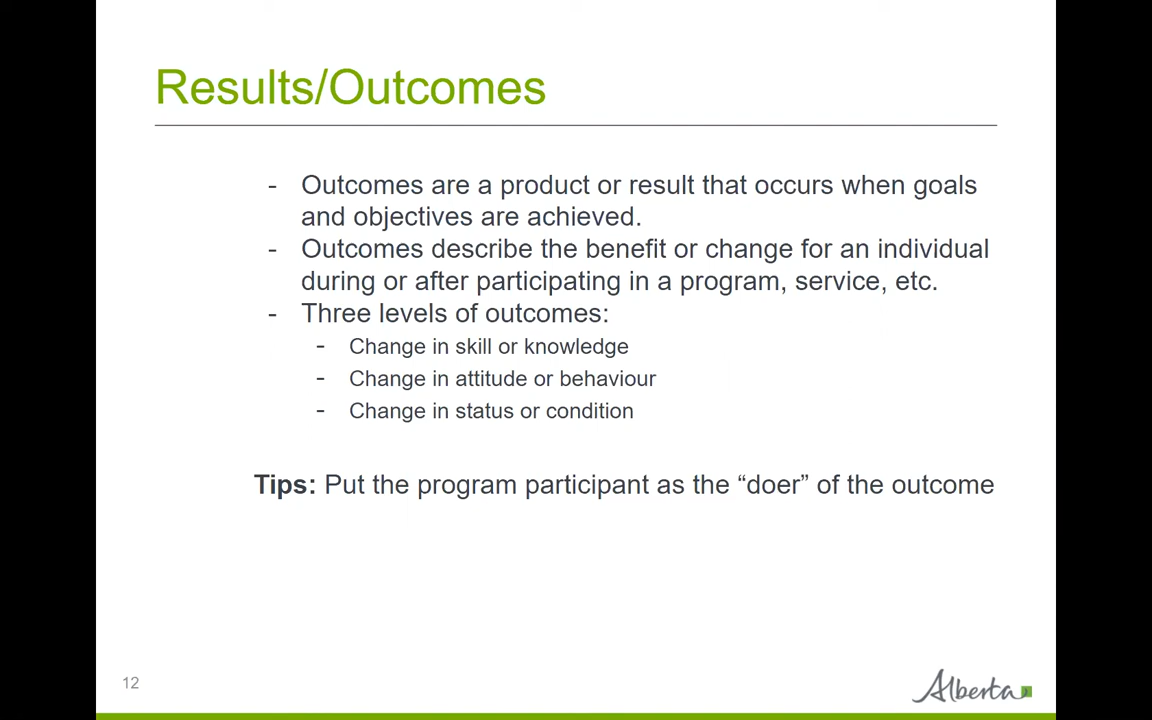 Results/Outcomes
- Outcomes are a product or result that occurs when goals
and objectives are achieved.
- Outcomes describe the benefit or change for an individual
during or after participating in a program, service, etc.
- Three levels of outcomes:
- Change in skill or knowledge
- Change in attitude or behaviour
- Change in status or condition
Tips: Put the program participant as the “doer” of the outcome
12
Alberta